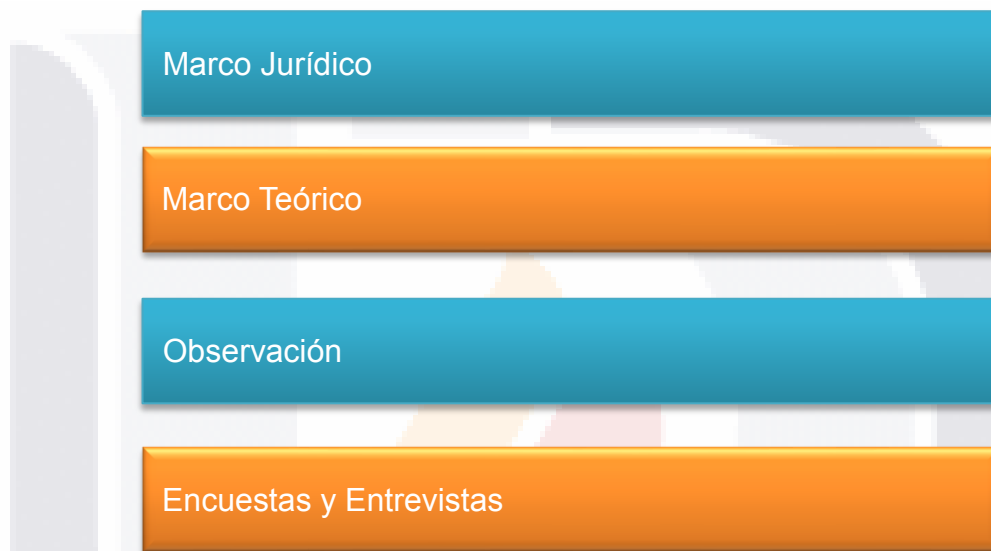 Marco Jurídico
Marco Teórico
Observación
Encuestas y Entrevistas